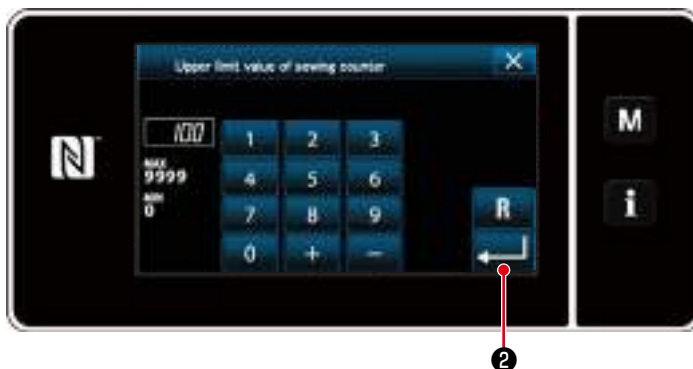 Upper limit value of sewing counter
100
MAX
9999
MIN
0
1 2 3
4 5 6
7 8 9
0 + −
R
M
i
N
❷